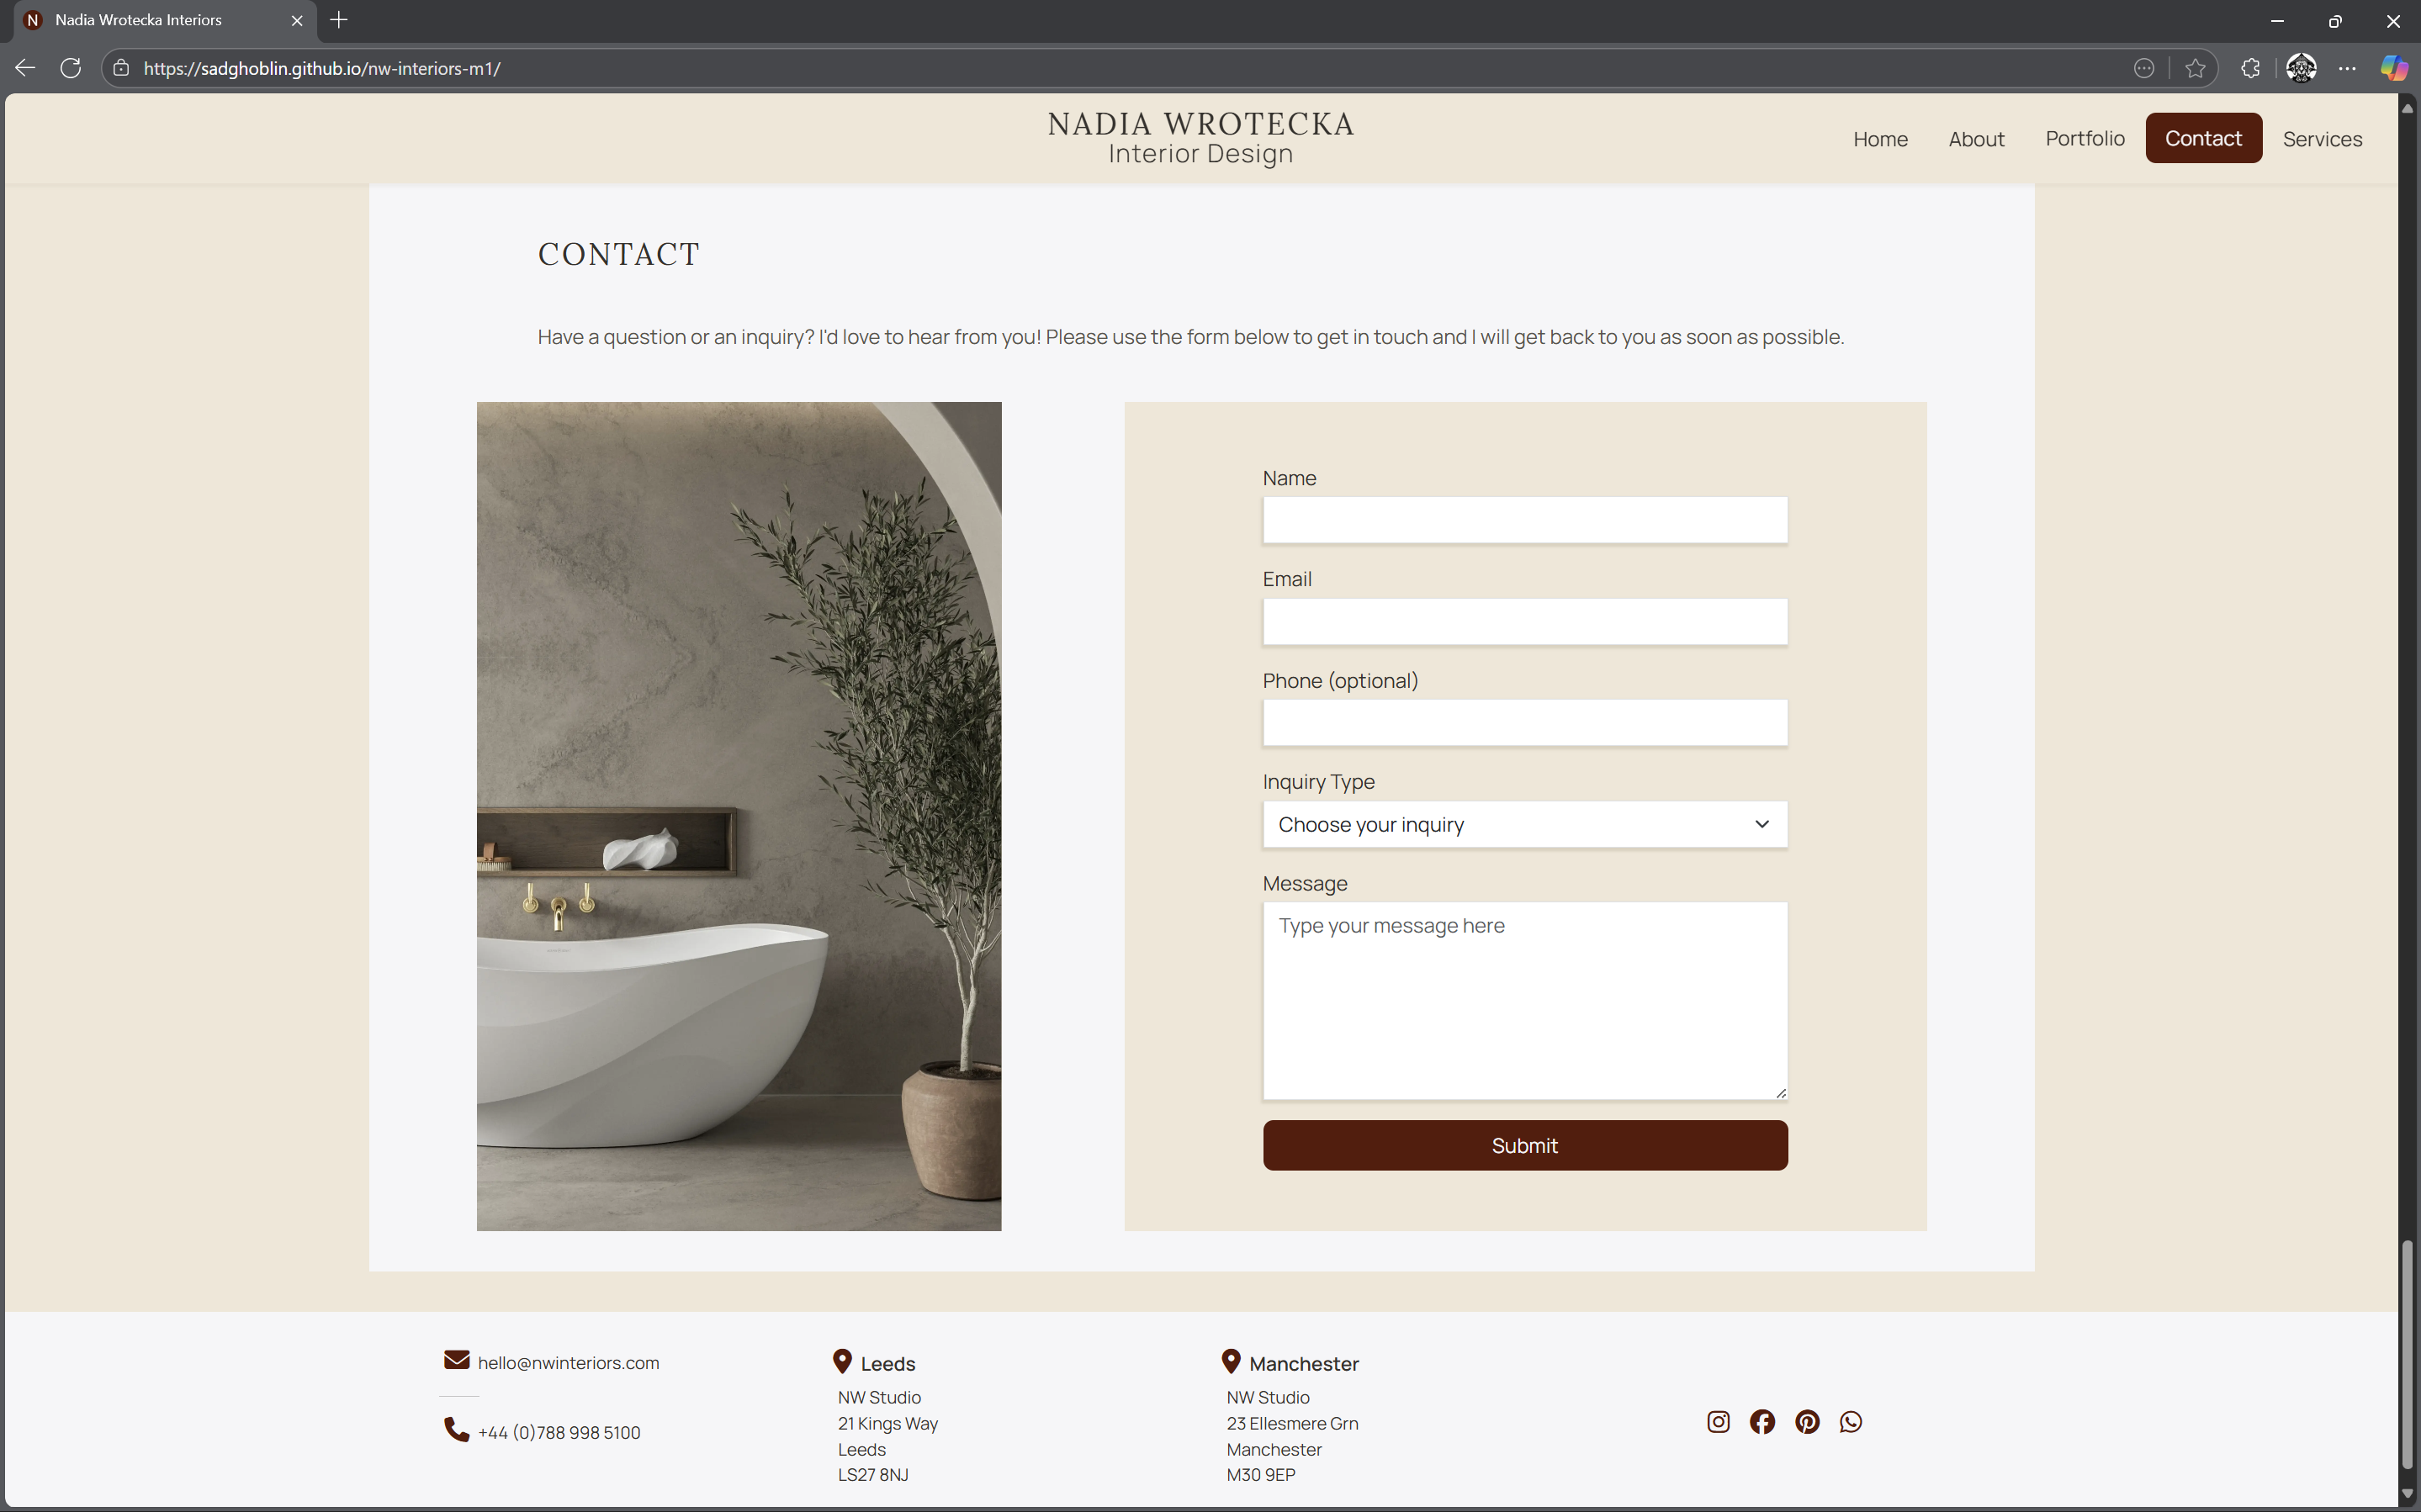 N Nadia Wrotecka Interiors
https://sadghoblin.github.io/nw-interiors-m1/
NADIA WROTECKA
Interior Design
Home About Portfolio Contact Services
CONTACT
Have a question or an inquiry? I'd love to hear from you! Please use the form below to get in touch and I will get back to you as soon as possible.
Name
Email
Phone (optional)
Inquiry Type
Choose your inquiry
Message
Type your message here
Submit
hello@nwinteriors.com
+44 (0)788 998 5100
Leeds
NW Studio
21 Kings Way
Leeds
LS27 8NJ
Manchester
NW Studio
23 Ellesmere Grn
Manchester
M30 9EP